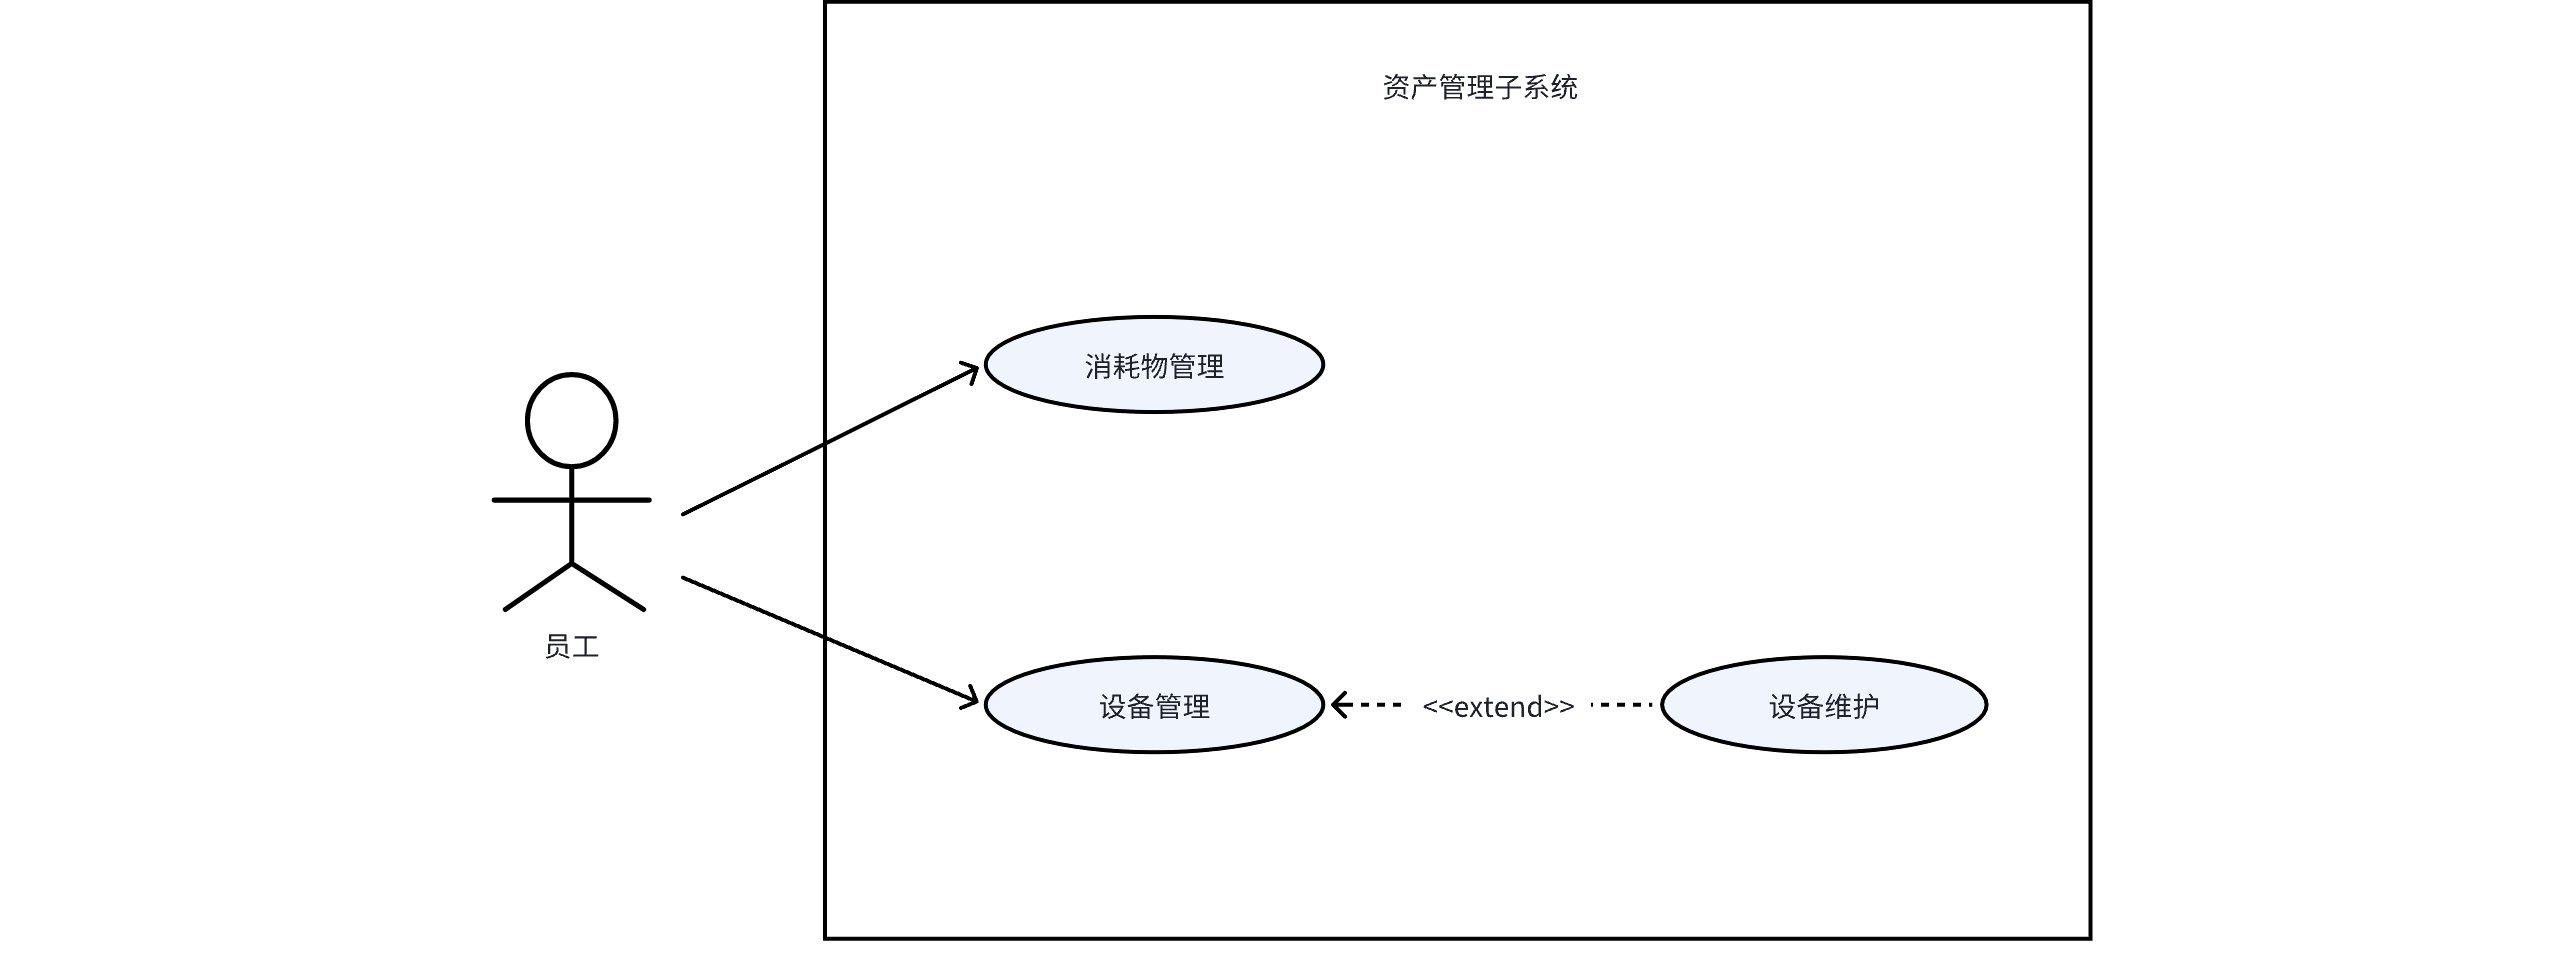 资产管理子系统
消耗物管理
员工
设备管理
<<extend>>
设备维护